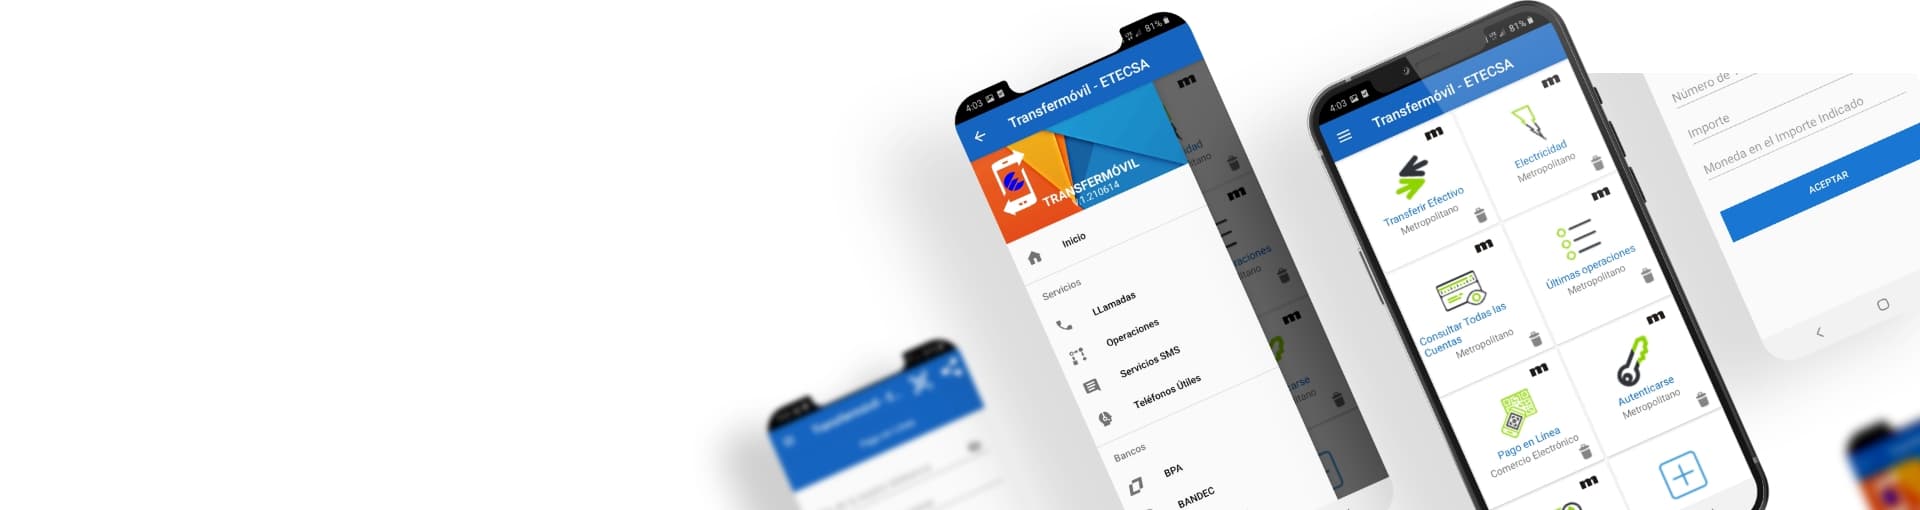 4:03
81%
Transfermóvil - ETECSA
TRANSFERMÓVIL
Inicio
Servicios
LLamadas
Operaciones
Servicios SMS
Teléfonos Útiles
Bancos
BPA
BANDEC
4:03
81%
Transfermóvil - ETECSA
Transferir Efectivo
Metropolitano
Electricidad
Metropolitano
Consultar Todas las
Cuentas
Metropolitano
Últimas operaciones
Metropolitano
Pago en Línea
Comercio Electrónico
Autenticarse
Metropolitano
Número de
Importe
Moneda en el Importe Indicado
ACEPTAR